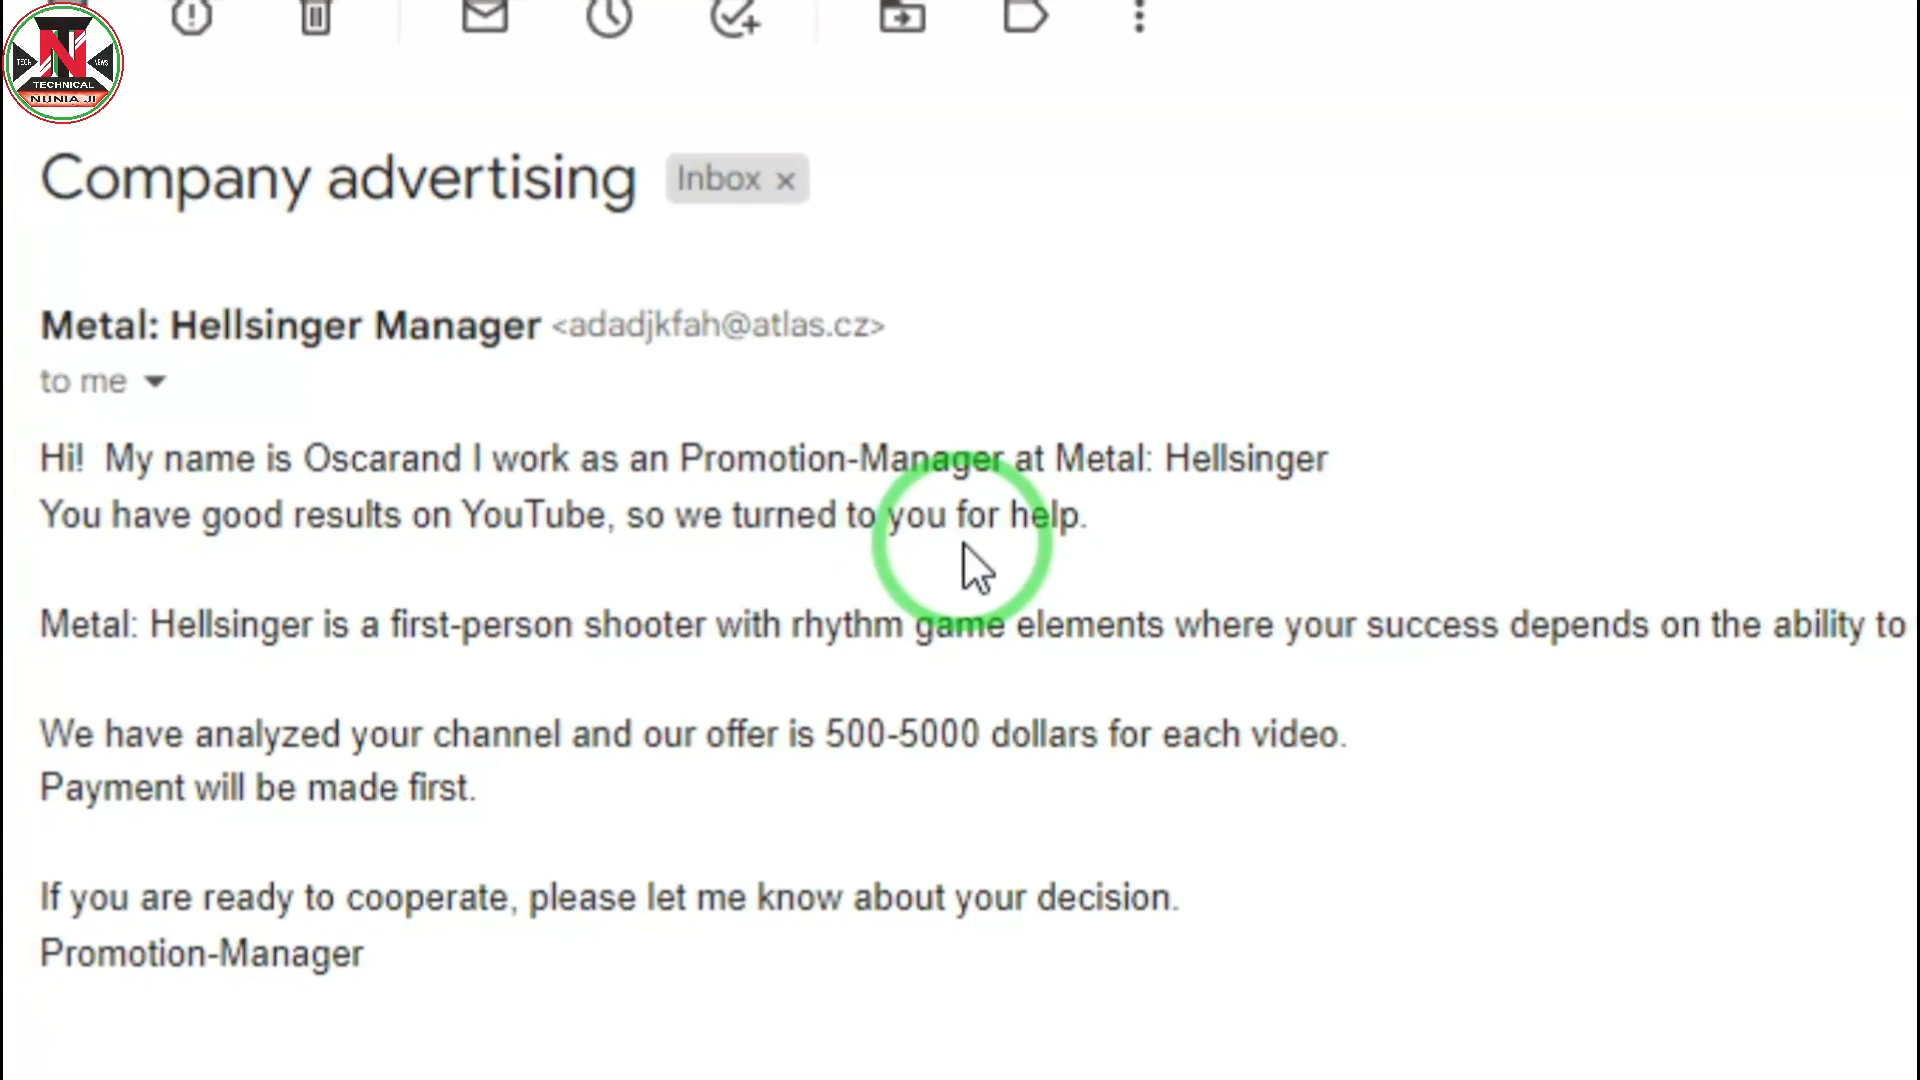 TECH NEWS
TECHNICAL
NUNIA JI
Company advertising Inbox x
Metal: Hellsinger Manager <adadjkfah@atlas.cz>
to me
Hi!  My name is Oscarand I work as an Promotion-Manager at Metal: Hellsinger
You have good results on YouTube, so we turned to you for help.
Metal: Hellsinger is a first-person shooter with rhythm game elements where your success depends on the ability to
We have analyzed your channel and our offer is 500-5000 dollars for each video.
Payment will be made first.
If you are ready to cooperate, please let me know about your decision.
Promotion-Manager